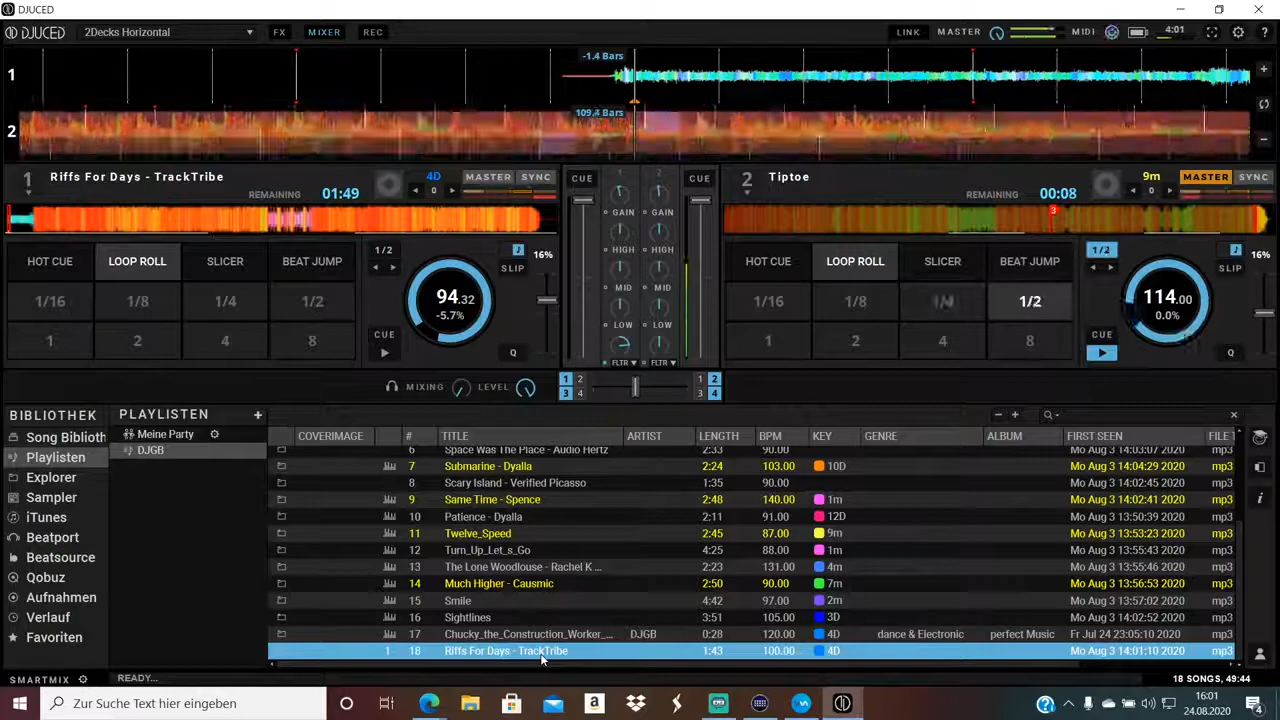 DJUCED
DJUCED 2Decks Horizontal FX MIXER REC LINK MASTER MIDI 4:01 ?
-1.4 Bars
1
109.4 Bars
2
1 Riffs For Days - TrackTribe 4D MASTER SYNC
REMAINING 01:49 0
CUE 1 2 CUE
2 Tiptoe 9m MASTER SYNC
REMAINING 00:08 0
3
GAIN GAIN
HIGH HIGH
MID MID
LOW LOW
FLTR FLTR
HOT CUE LOOP ROLL SLICER BEAT JUMP
1/16 1/8 1/4 1/2
1 2 4 8
1/2 16%
SLIP
94.32
-5.7%
CUE
Q
HOT CUE LOOP ROLL SLICER BEAT JUMP
1/16 1/8 1/4 1/2
1 2 4 8
1/2 16%
SLIP
114.00
0.0%
CUE
Q
MIXING LEVEL 1 2 1 2
3 4 3 4
BIBLIOTHEK
Song Biblioth
Playlisten
Explorer
Sampler
iTunes
Beatport
Beatsource
Qobuz
Aufnahmen
Verlauf
Favoriten
PLAYLISTEN +
Meine Party
DJGB
COVERIMAGE # TITLE ARTIST LENGTH BPM KEY GENRE ALBUM FIRST SEEN FILE T
6 Space Was The Place - Audio Hertz 2:33 90.00 Mo Aug 3 14:03:07 2020 mp3
7 Submarine - Dyalla 2:24 103.00 10D Mo Aug 3 14:04:29 2020 mp3
8 Scary Island - Verified Picasso 1:35 90.00 Mo Aug 3 14:02:45 2020 mp3
9 Same Time - Spence 2:48 140.00 1m Mo Aug 3 14:02:41 2020 mp3
10 Patience - Dyalla 2:11 91.00 12D Mo Aug 3 13:50:39 2020 mp3
11 Twelve_Speed 2:45 87.00 9m Mo Aug 3 13:53:23 2020 mp3
12 Turn_Up_Let_s_Go 4:25 88.00 1m Mo Aug 3 13:55:43 2020 mp3
13 The Lone Woodlouse - Rachel K ... 2:23 131.00 4m Mo Aug 3 13:55:46 2020 mp3
14 Much Higher - Causmic 2:50 90.00 7m Mo Aug 3 13:56:53 2020 mp3
15 Smile 4:42 97.00 2m Mo Aug 3 13:57:02 2020 mp3
16 Sightlines 3:51 105.00 3D Mo Aug 3 14:02:52 2020 mp3
17 Chucky_the_Construction_Worker_... DJGB 0:28 120.00 4D dance & Electronic perfect Music Fr Jul 24 23:05:10 2020 mp3
1 18 Riffs For Days - TrackTribe 1:43 100.00 4D Mo Aug 3 14:01:10 2020 mp3
SMARTMIX READY... 18 SONGS, 49:44
Zur Suche Text hier eingeben
16:01
24.08.2020
4